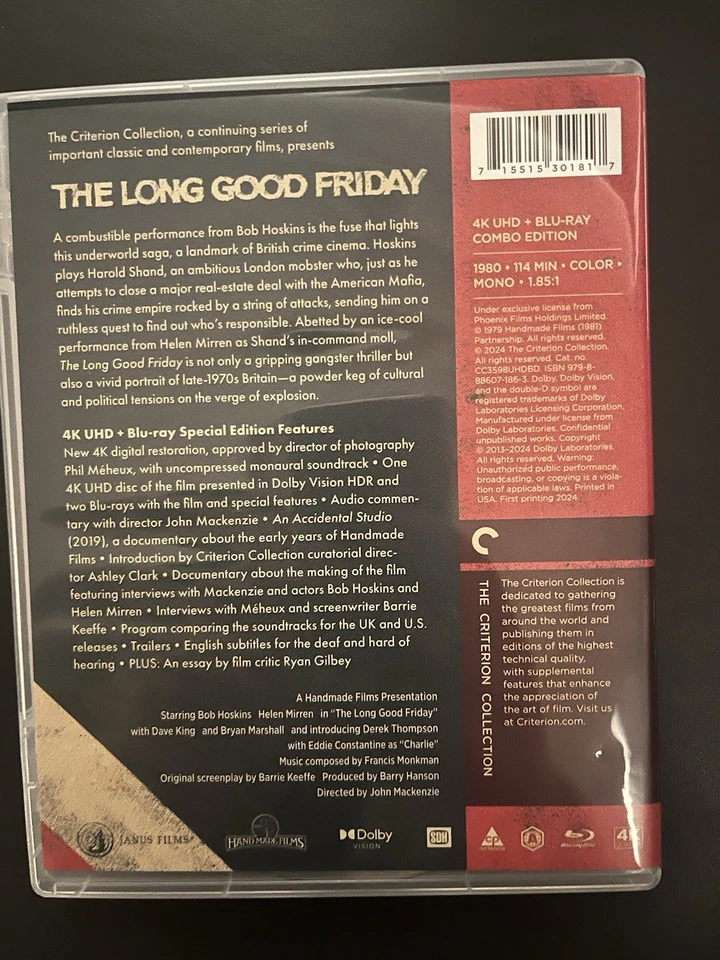 The Criterion Collection, a continuing series of
important classic and contemporary films, presents
THE LONG GOOD FRIDAY
A combustible performance from Bob Hoskins is the fuse that lights
this underworld saga, a landmark of British crime cinema. Hoskins
plays Harold Shand, an ambitious London mobster who, just as he
attempts to close a major real-estate deal with the American Mafia,
finds his crime empire rocked by a string of attacks, sending him on a
ruthless quest to find out who's responsible. Abetted by an ice-cool
performance from Helen Mirren as Shand's in-command moll,
The Long Good Friday is not only a gripping gangster thriller but
also a vivid portrait of late-1970s Britain—a powder keg of cultural
and political tensions on the verge of explosion.
4K UHD + Blu-ray Special Edition Features
New 4K digital restoration, approved by director of photography
Phil Méheux, with uncompressed monaural soundtrack • One
4K UHD disc of the film presented in Dolby Vision HDR and
two Blu-rays with the film and special features • Audio commen-
tary with director John Mackenzie • An Accidental Studio
(2019), a documentary about the early years of Handmade
Films • Introduction by Criterion Collection curatorial direc-
tor Ashley Clark • Documentary about the making of the film
featuring interviews with Mackenzie and actors Bob Hoskins and
Helen Mirren • Interviews with Méheux and screenwriter Barrie
Keeffe • Program comparing the soundtracks for the UK and U.S.
releases • Trailers • English subtitles for the deaf and hard of
hearing • PLUS: An essay by film critic Ryan Gilbey
A Handmade Films Presentation
Starring Bob Hoskins Helen Mirren in "The Long Good Friday"
with Dave King and Bryan Marshall and introducing Derek Thompson
with Eddie Constantine as "Charlie"
Music composed by Francis Monkman
Original screenplay by Barrie Keeffe Produced by Barry Hanson
Directed by John Mackenzie
JANUS FILMS
HAND MADE FILMS
Dolby
VISION
SDH
7 15515 30181 7
4K UHD + BLU-RAY
COMBO EDITION
1980 • 114 MIN • COLOR •
MONO • 1.85:1
Under exclusive license from
Phoenix Films Holdings Limited.
© 1979 Handmade Films (1981)
Partnership. All rights reserved.
© 2024 The Criterion Collection.
All rights reserved. Cat. no.
CC3598UHDBD. ISBN 979-8-
88607-186-3. Dolby, Dolby Vision,
and the double-D symbol are
registered trademarks of Dolby
Laboratories Licensing Corporation.
Manufactured under license from
Dolby Laboratories. Confidential
unpublished works. Copyright
© 2013–2024 Dolby Laboratories.
All rights reserved. Warning:
Unauthorized public performance,
broadcasting, or copying is a viola-
tion of applicable laws. Printed in
USA. First printing 2024.
THE CRITERION COLLECTION
The Criterion Collection is
dedicated to gathering
the greatest films from
around the world and
publishing them in
editions of the highest
technical quality,
with supplemental
features that enhance
the appreciation of
the art of film. Visit us
at Criterion.com.
Blu-ray Disc
4K